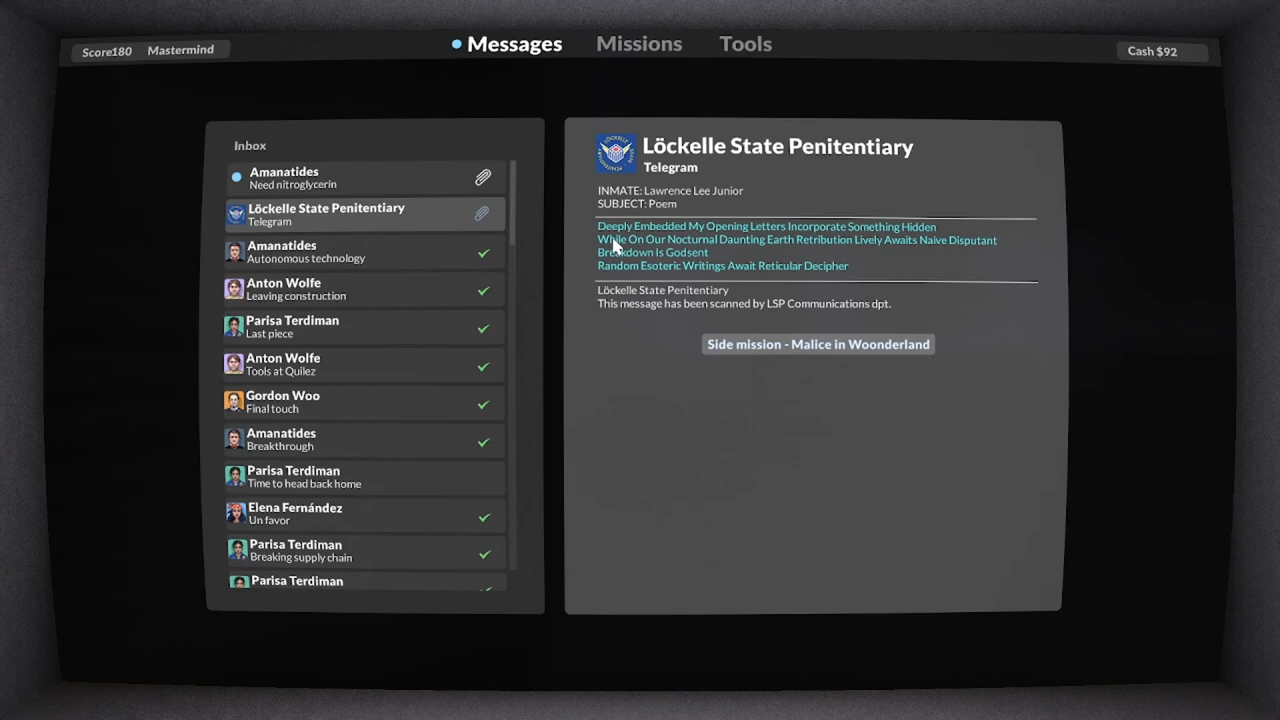 Score180 Mastermind
Messages Missions Tools
Cash $92
Inbox
Amanatides
Need nitroglycerin
Löckelle State Penitentiary
Telegram
Amanatides
Autonomous technology
Anton Wolfe
Leaving construction
Parisa Terdiman
Last piece
Anton Wolfe
Tools at Quilez
Gordon Woo
Final touch
Amanatides
Breakthrough
Parisa Terdiman
Time to head back home
Elena Fernández
Un favor
Parisa Terdiman
Breaking supply chain
Parisa Terdiman
Löckelle State Penitentiary
Telegram
INMATE: Lawrence Lee Junior
SUBJECT: Poem
Deeply Embedded My Opening Letters Incorporate Something Hidden
While On Our Nocturnal Daunting Earth Retribution Lively Awaits Naive Disputant
Breakdown Is Godsent
Random Esoteric Writings Await Reticular Decipher
Löckelle State Penitentiary
This message has been scanned by LSP Communications dpt.
Side mission - Malice in Woonderland